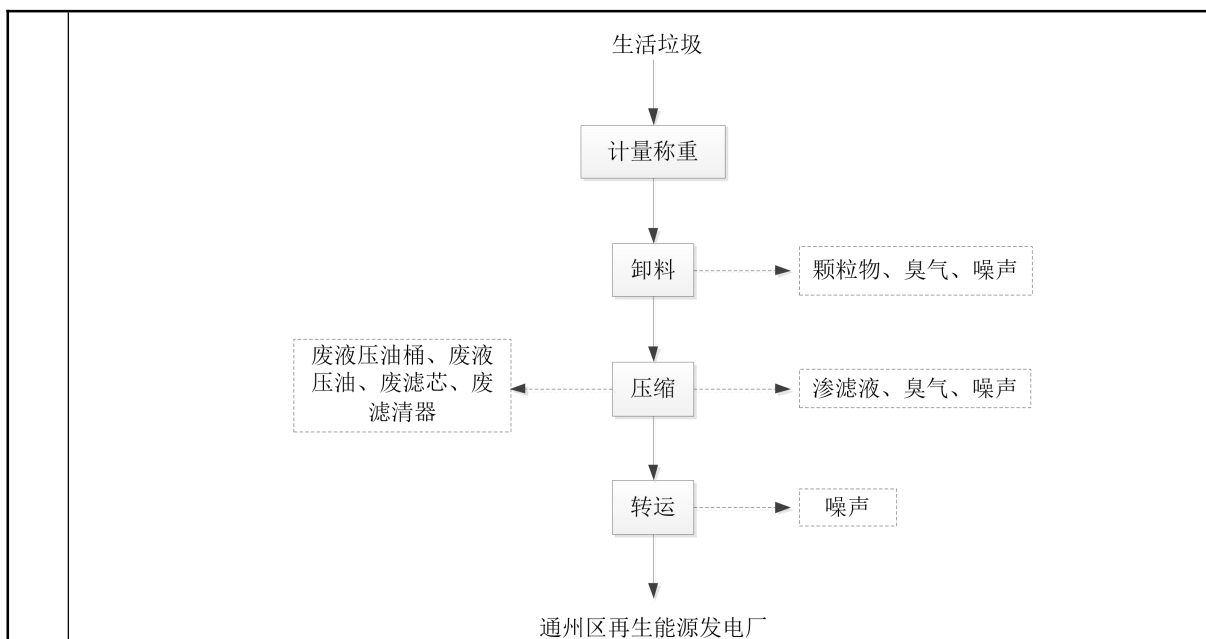 生活垃圾
计量称重
卸料
颗粒物、臭气、噪声
废液压油桶、废液
压油、废滤芯、废
滤清器
压缩
渗滤液、臭气、噪声
转运
噪声
通州区再生能源发电厂